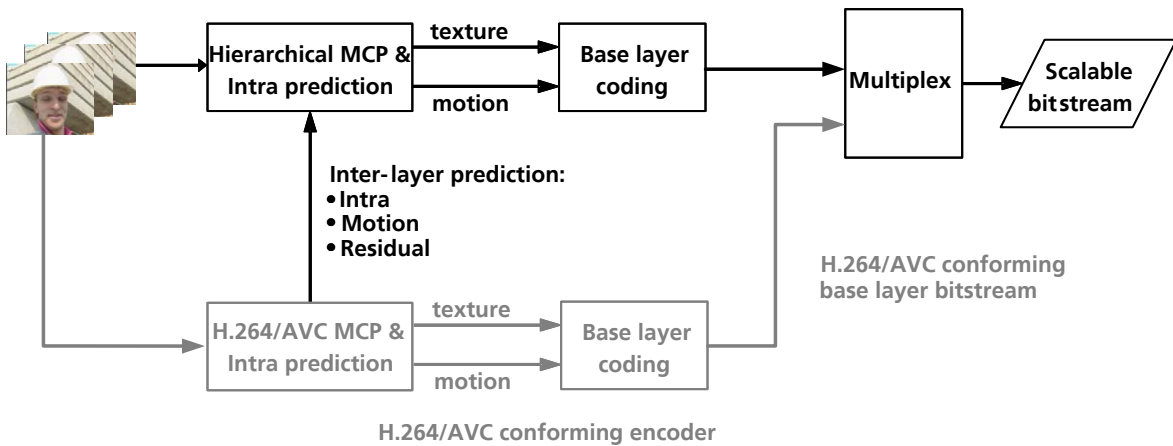 texture
Hierarchical MCP &
Intra prediction
motion
Base layer
coding
Multiplex
Scalable
bitstream
Inter-layer prediction:
• Intra
• Motion
• Residual
H.264/AVC conforming
base layer bitstream
texture
H.264/AVC MCP &
Intra prediction
motion
Base layer
coding
H.264/AVC conforming encoder